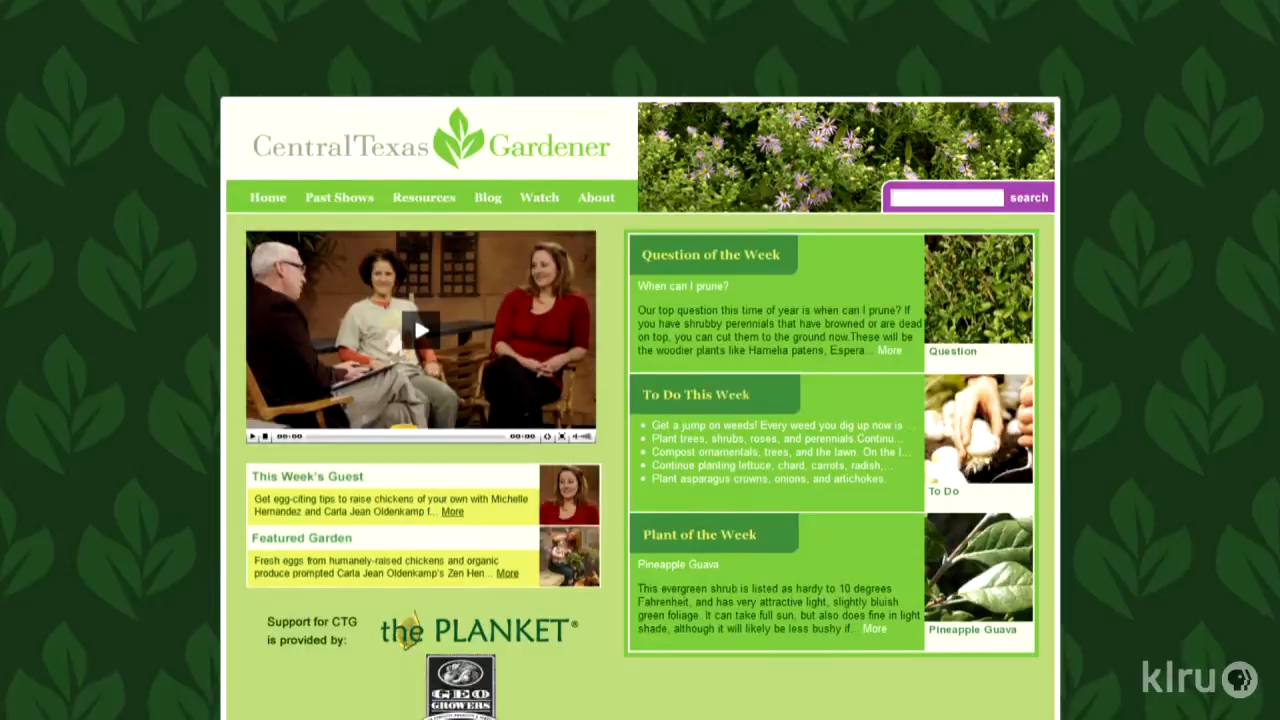 Central Texas Gardener
Home Past Shows Resources Blog Watch About
search
Question of the Week
When can I prune?
Our top question this time of year is when can I prune? If
you have shrubby perennials that have browned or are dead
on top, you can cut them to the ground now.These will be
the woodier plants like Hamelia patens, Espera... More
Question
To Do This Week
Get a jump on weeds! Every weed you dig up now is ...
Plant trees, shrubs, roses, and perennials.Continu...
Compost ornamentals, trees, and the lawn. On the l...
Continue planting lettuce, chard, carrots, radish,...
Plant asparagus crowns, onions, and artichokes.
To Do
Plant of the Week
Pineapple Guava
This evergreen shrub is listed as hardy to 10 degrees
Fahrenheit, and has very attractive light, slightly bluish
green foliage. It can take full sun, but also does fine in light
shade, although it will likely be less bushy if... More
Pineapple Guava
00:00 00:00
This Week's Guest
Get egg-citing tips to raise chickens of your own with Michelle
Hernandez and Carla Jean Oldenkamp f... More
Featured Garden
Fresh eggs from humanely-raised chickens and organic
produce prompted Carla Jean Oldenkamp's Zen Hen... More
Support for CTG
is provided by:
the PLANKET®
GEO
GROWERS
klru